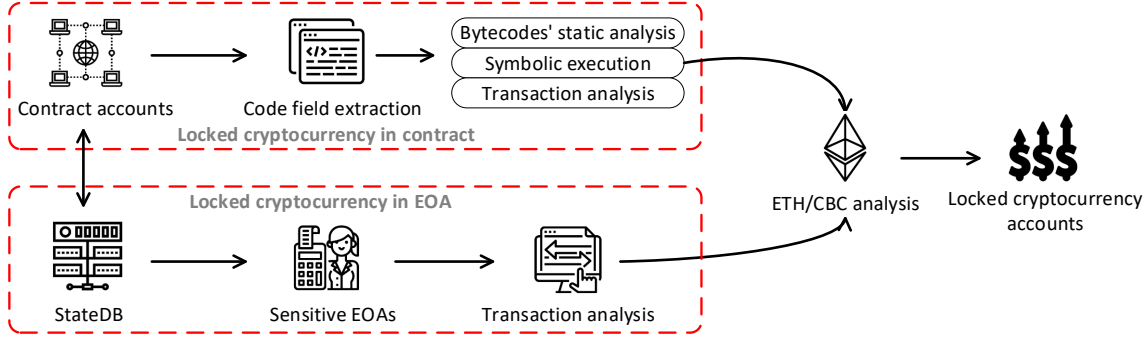 Bytecodes' static analysis
Symbolic execution
Transaction analysis
Contract accounts
Code field extraction
Locked cryptocurrency in contract
Locked cryptocurrency in EOA
StateDB
Sensitive EOAs
Transaction analysis
ETH/CBC analysis
Locked cryptocurrency
accounts